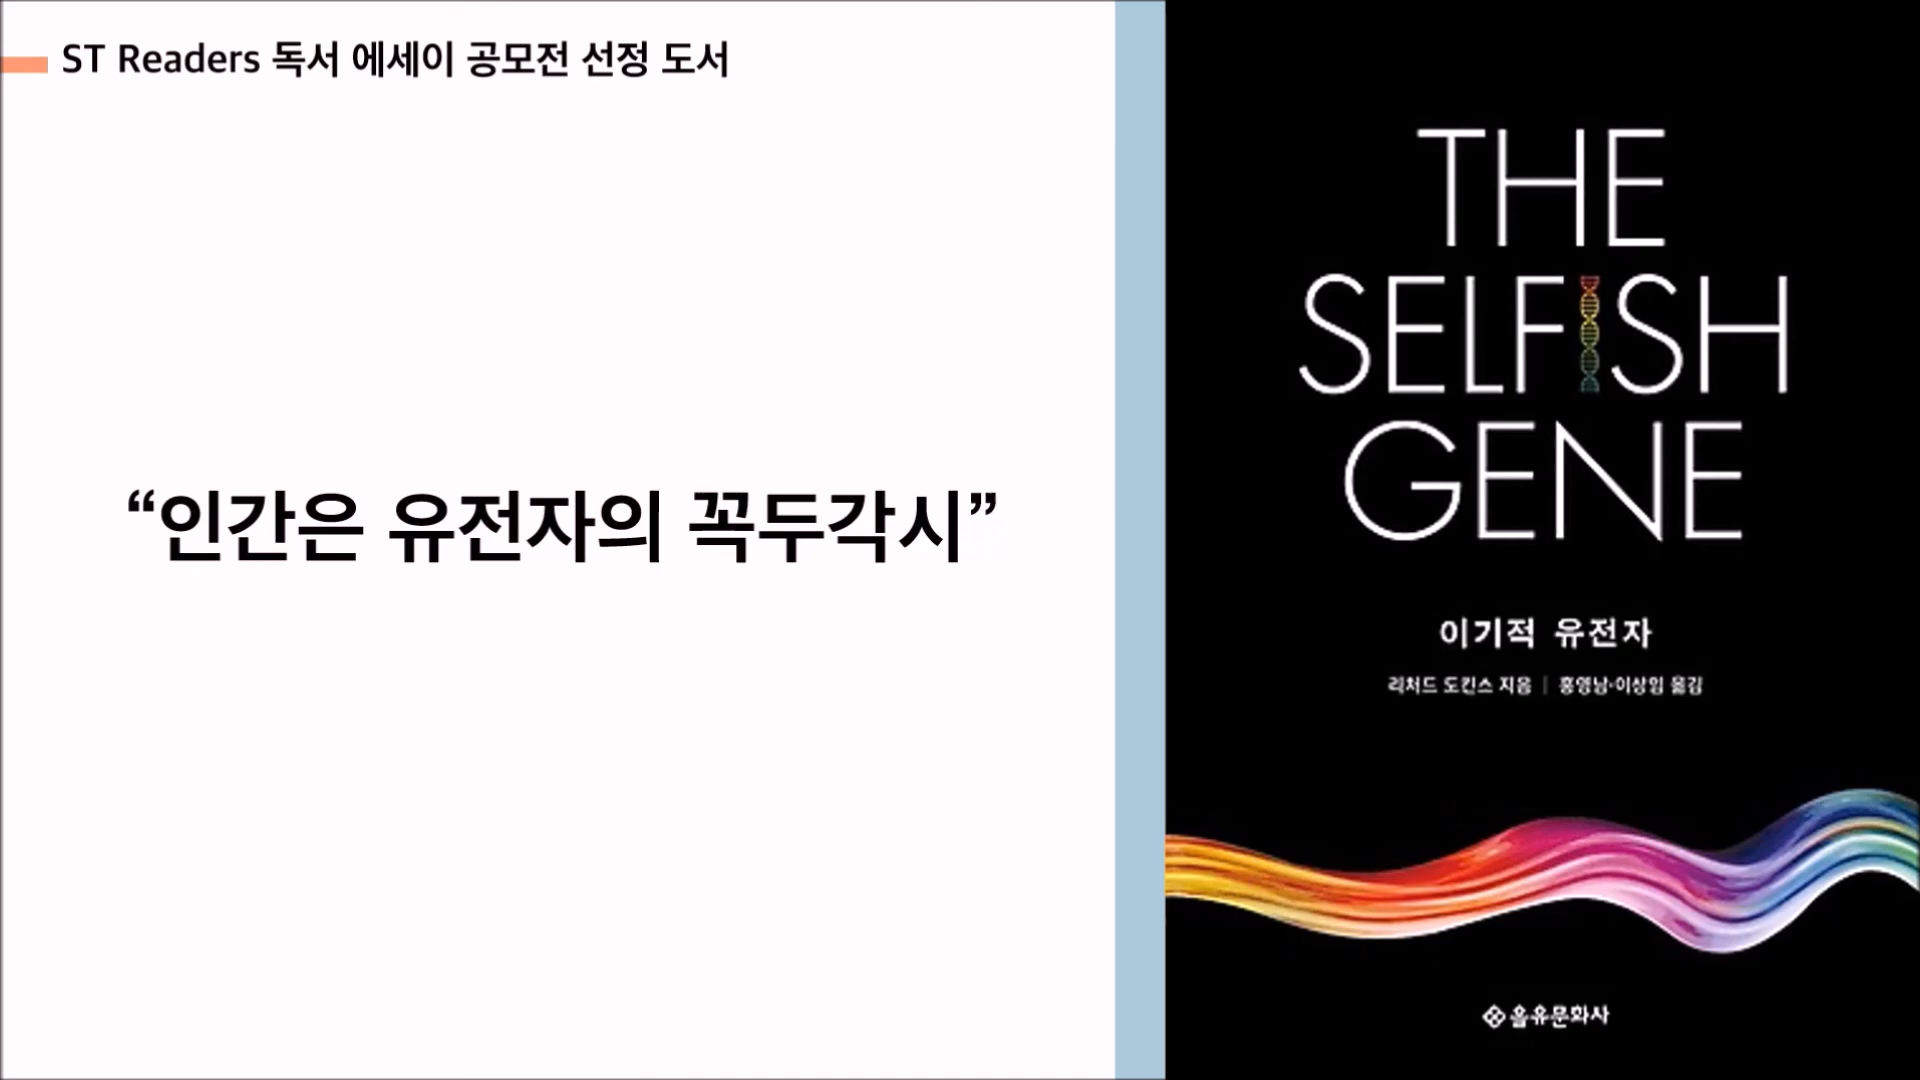 ST Readers 독서 에세이 공모전 선정 도서
“인간은 유전자의 꼭두각시”
THE
SELFISH
GENE
이기적 유전자
리처드 도킨스 지음 | 홍영남·이상임 옮김
을유문화사